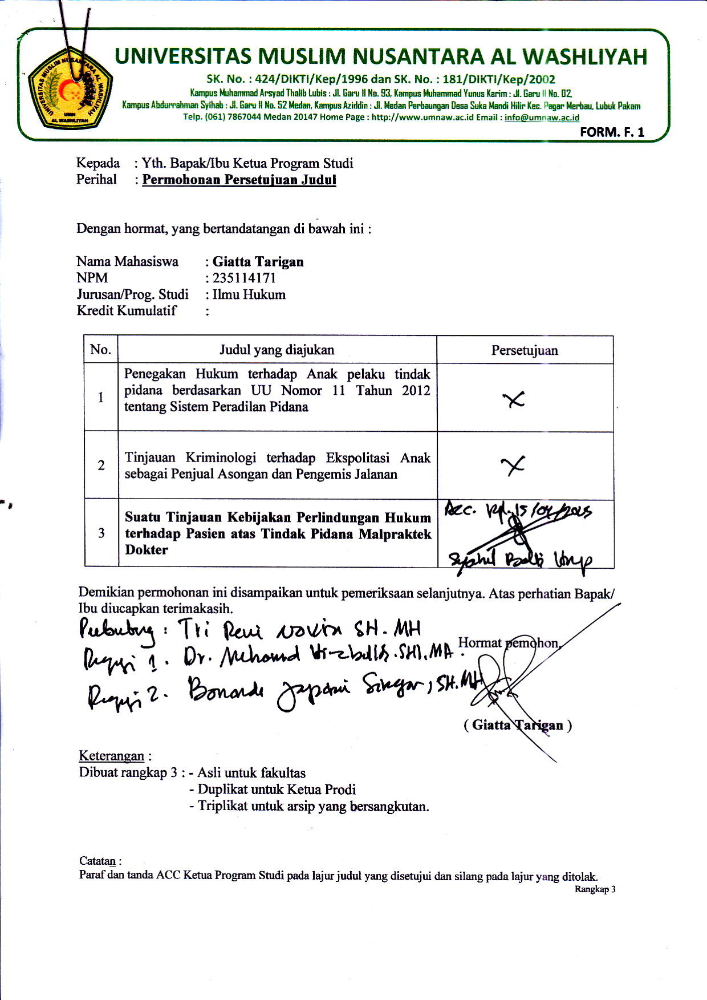 UNIVERSITAS MUSLIM NUSANTARA AL WASHLIYAH
SK. No. : 424/DIKTI/Kep/1996 dan SK. No. : 181/DIKTI/Kep/2002
Kampus Muhammad Arsyad Thalib Lubis : Jl. Garu II No. 93, Kampus Muhammad Yunus Karim : Jl. Garu II No. 02,
Kampus Abdurrahman Syihab : Jl. Garu II No. 52 Medan, Kampus Aziddin : Jl. Medan Perbaungan Desa Suka Mandi Hilir Kec. Pagar Merbau, Lubuk Pakam
Telp. (061) 7867044 Medan 20147 Home Page : http://www.umnaw.ac.id Email : info@umnaw.ac.id
FORM. F. 1
UNIVERSITAS MUSLIM NUSANTARA AL WASHLIYAH
UMN
AL WASHLIYAH
Kepada : Yth. Bapak/Ibu Ketua Program Studi
Perihal : Permohonan Persetujuan Judul
Dengan hormat, yang bertandatangan di bawah ini :
Nama Mahasiswa : Giatta Tarigan
NPM : 235114171
Jurusan/Prog. Studi : Ilmu Hukum
Kredit Kumulatif :
No. Judul yang diajukan Persetujuan
Penegakan Hukum terhadap Anak pelaku tindak
1 pidana berdasarkan UU Nomor 11 Tahun 2012
tentang Sistem Peradilan Pidana
2 Tinjauan Kriminologi terhadap Ekspolitasi Anak
sebagai Penjual Asongan dan Pengemis Jalanan
Acc. 15/04/2025
Suatu Tinjauan Kebijakan Perlindungan Hukum
3 terhadap Pasien atas Tindak Pidana Malpraktek
Dokter
Demikian permohonan ini disampaikan untuk pemeriksaan selanjutnya. Atas perhatian Bapak/
Ibu diucapkan terimakasih.
: Tri Reni Novita SH. MH
Hormat pemohon,
1. Dr. SHI.MA
2. Japani Siregar, SH.MH
( Giatta Tarigan )
Keterangan :
Dibuat rangkap 3 : - Asli untuk fakultas
- Duplikat untuk Ketua Prodi
- Triplikat untuk arsip yang bersangkutan.
Catatan :
Paraf dan tanda ACC Ketua Program Studi pada lajur judul yang disetujui dan silang pada lajur yang ditolak.
Rangkap 3